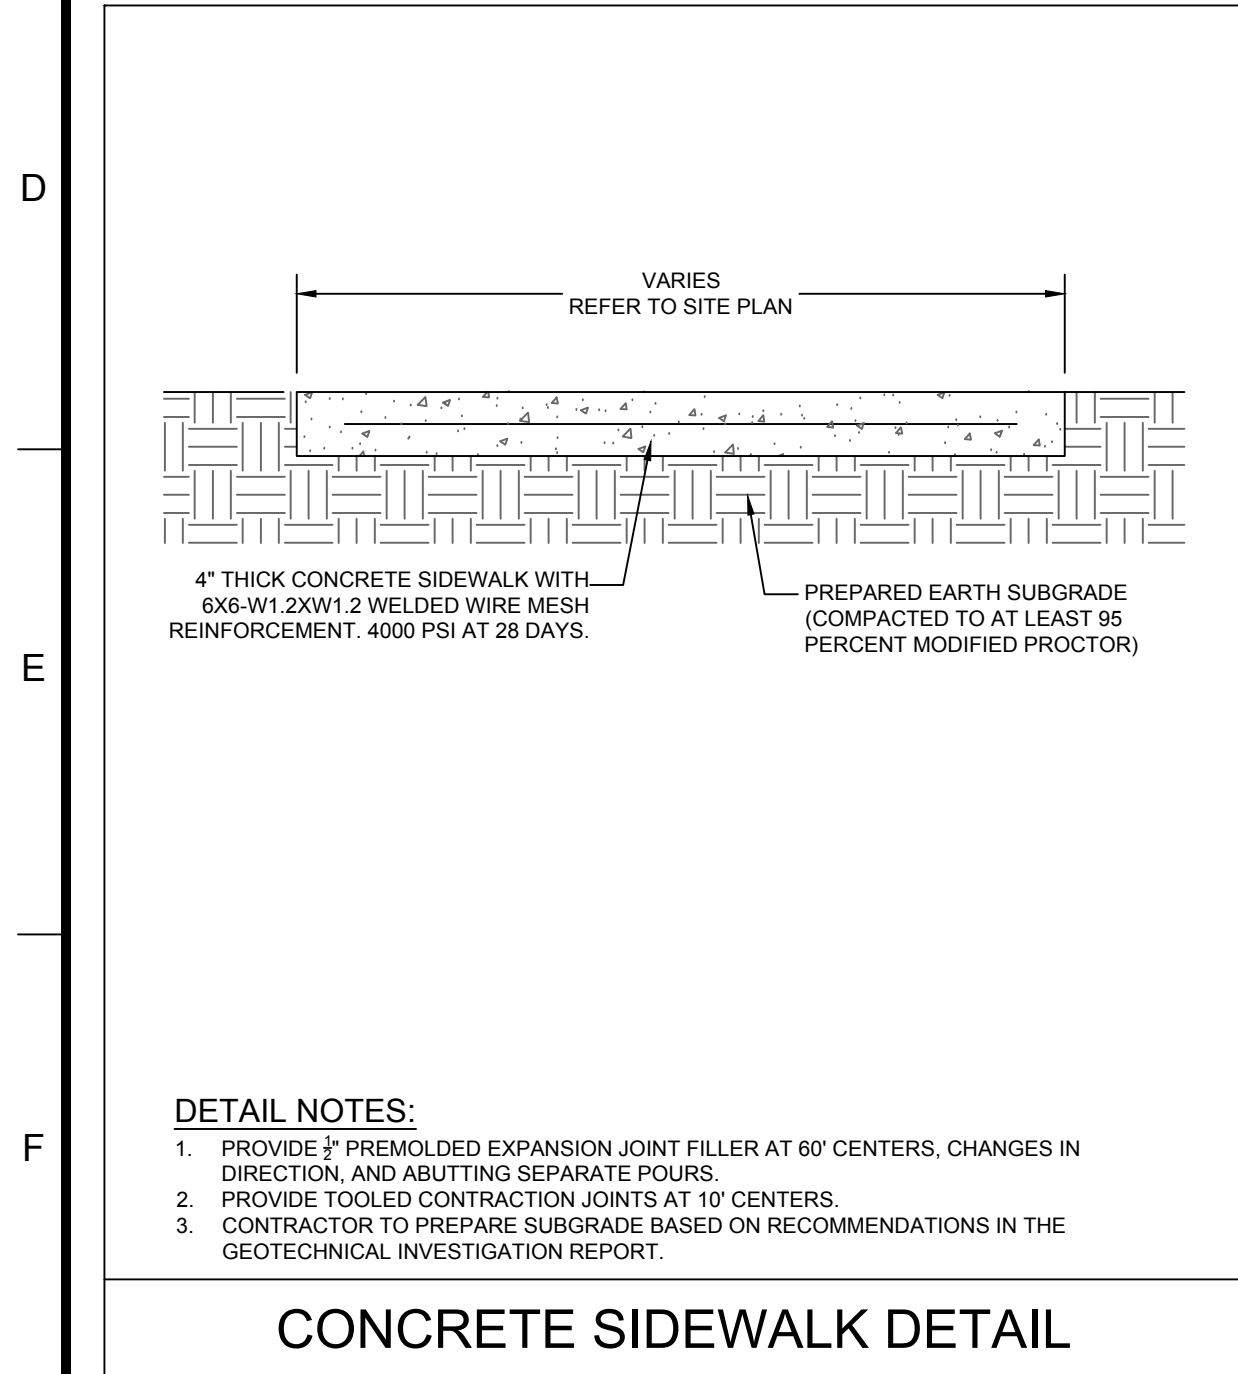 D
VARIES
REFER TO SITE PLAN
4" THICK CONCRETE SIDEWALK WITH
6X6-W1.2XW1.2 WELDED WIRE MESH
REINFORCEMENT. 4000 PSI AT 28 DAYS.
PREPARED EARTH SUBGRADE
(COMPACTED TO AT LEAST 95
PERCENT MODIFIED PROCTOR)
E
DETAIL NOTES:
F
1. PROVIDE 1/2" PREMOLDED EXPANSION JOINT FILLER AT 60' CENTERS, CHANGES IN
DIRECTION, AND ABUTTING SEPARATE POURS.
2. PROVIDE TOOLED CONTRACTION JOINTS AT 10' CENTERS.
3. CONTRACTOR TO PREPARE SUBGRADE BASED ON RECOMMENDATIONS IN THE
GEOTECHNICAL INVESTIGATION REPORT.
CONCRETE SIDEWALK DETAIL